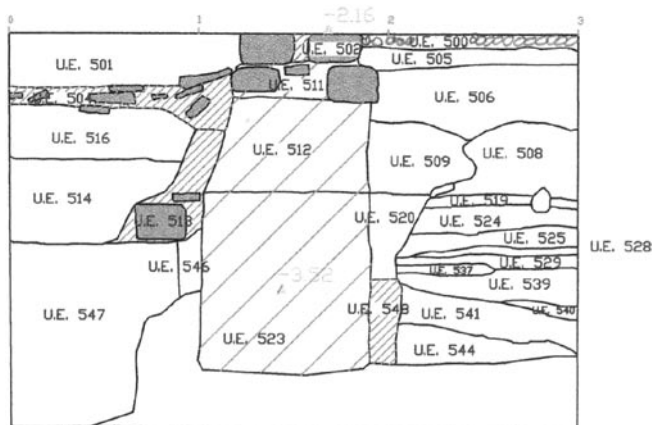 -2.16
0 1 2 3
U.E. 500
U.E. 502
U.E. 501
U.E. 505
U.E. 511
U.E. 506
U.E. 516
U.E. 512
U.E. 509
U.E. 508
U.E. 514
U.E. 519
U.E. 513
U.E. 520
U.E. 524
U.E. 525
U.E. 528
U.E. 546
U.E. 529
U.E. 537
-3.52
U.E. 539
U.E. 547
U.E. 548
U.E. 541
U.E. 540
U.E. 523
U.E. 544